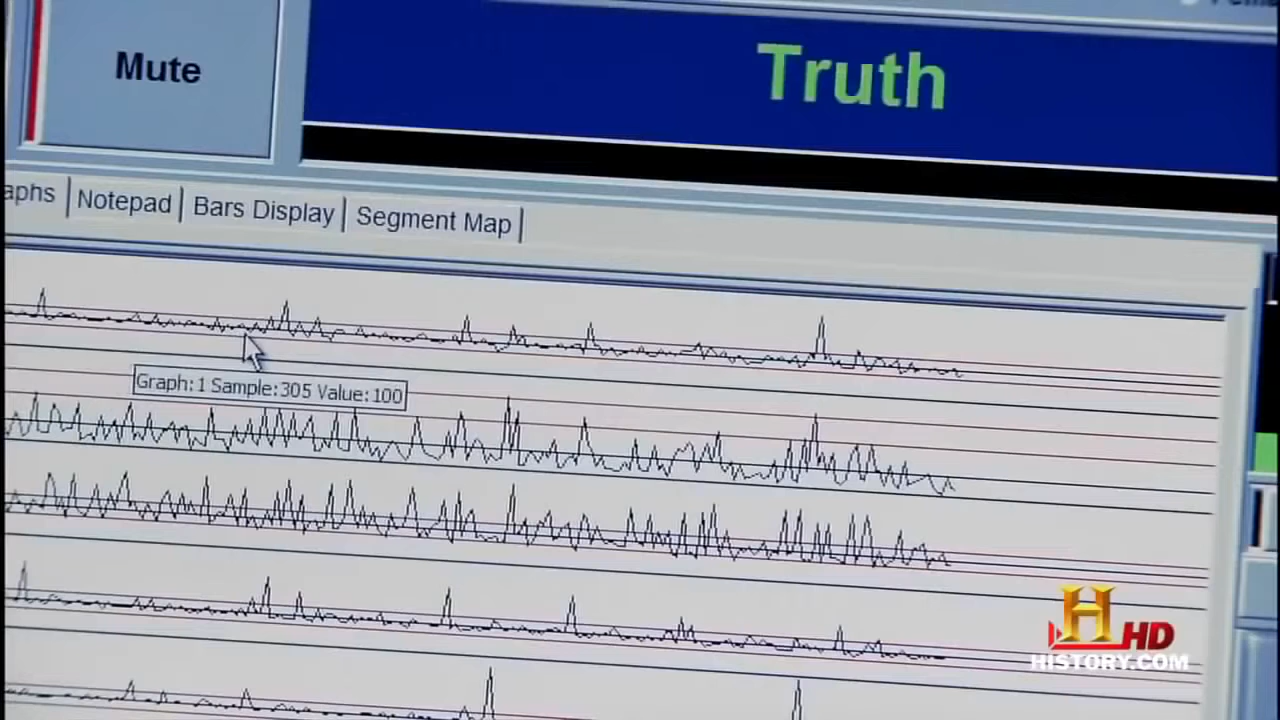 Mute
Truth
aphs
Notepad
Bars Display
Segment Map
Graph:1 Sample:305 Value:100
H HD
HISTORY.COM